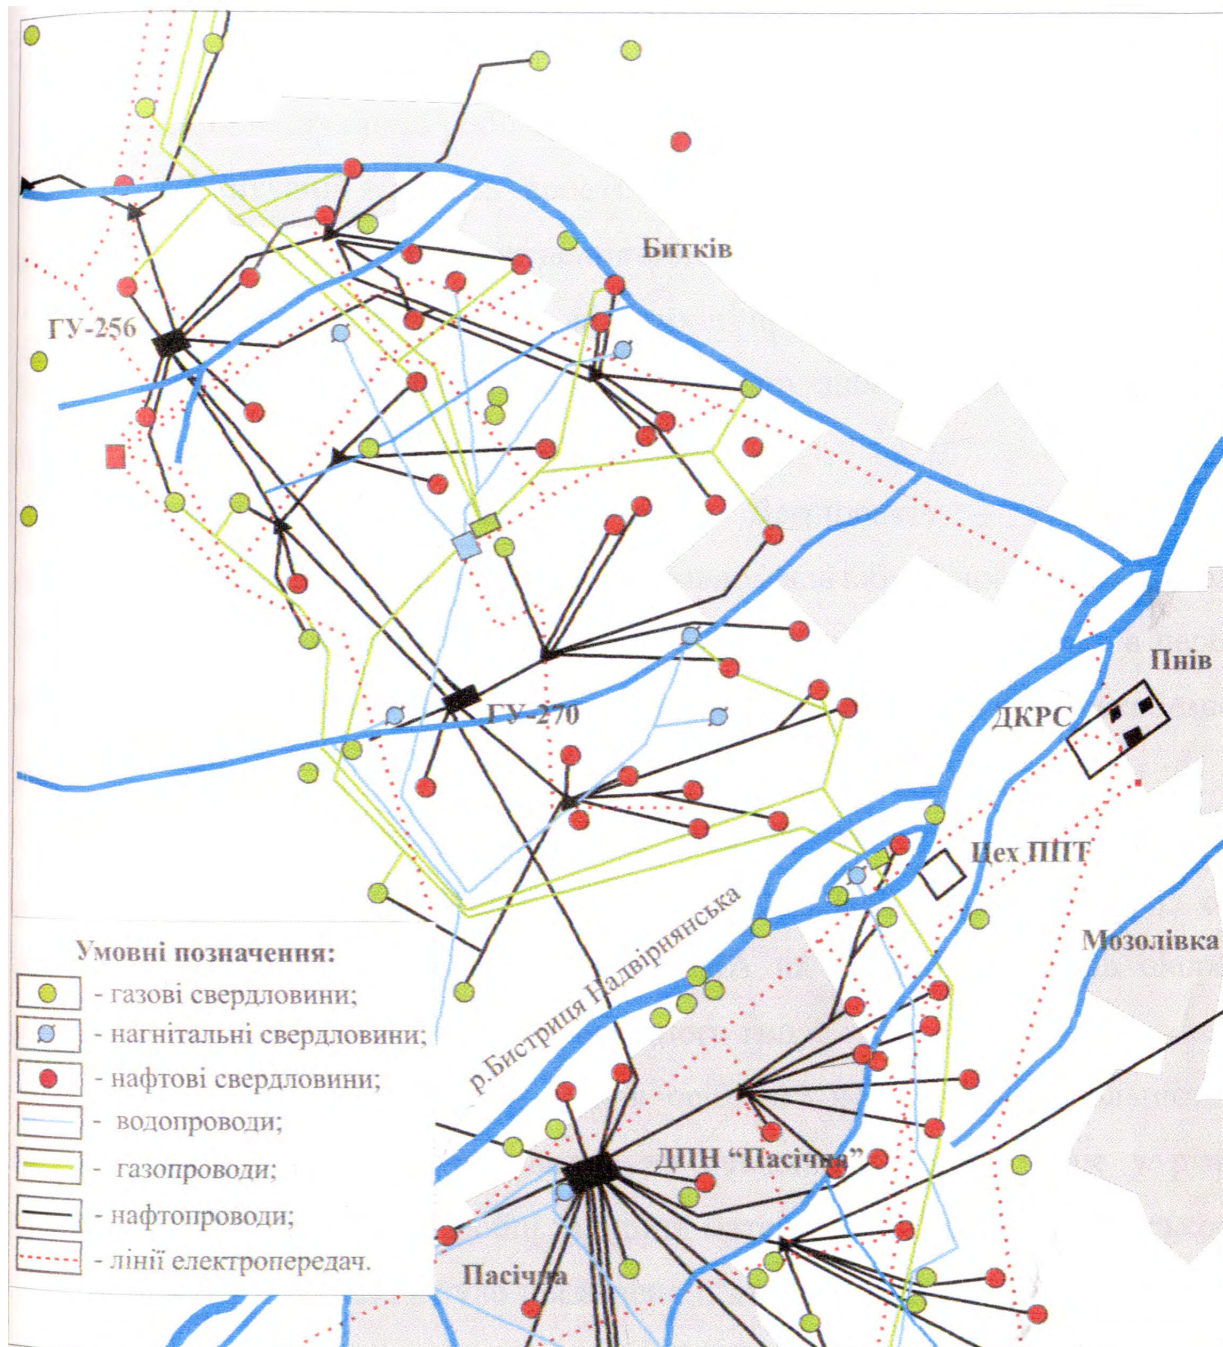 Битків
ГУ-256
Пнів
ГУ-270
ДКРС
Цех ППТ
Мозолівка
р.Бистриця Надвірнянська
ДПН “Пасічна”
Пасічна
Умовні позначення:
- газові свердловини;
- нагнітальні свердловини;
- нафтові свердловини;
- водопроводи;
- газопроводи;
- нафтопроводи;
- лінії електропередач.